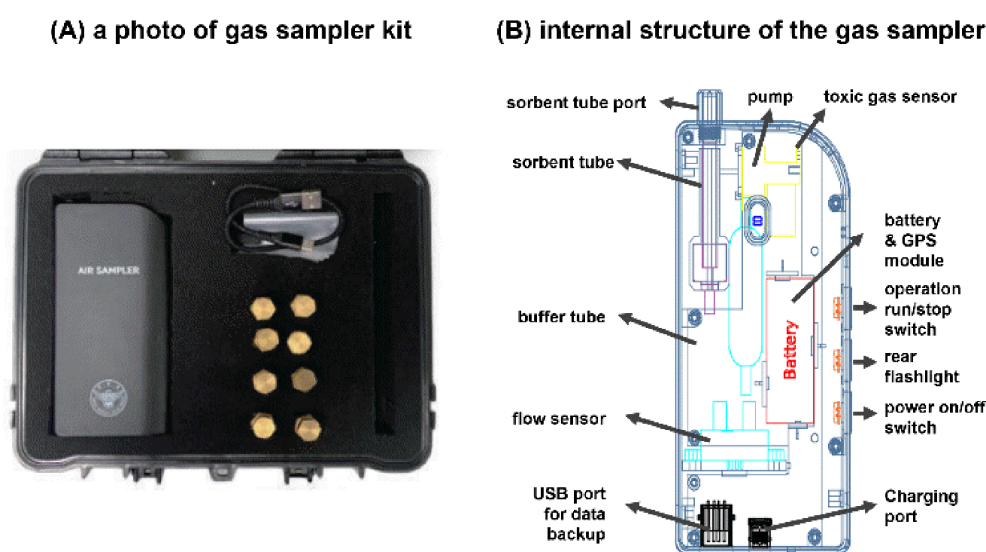 (A) a photo of gas sampler kit
AIR SAMPLER
(B) internal structure of the gas sampler
sorbent tube port
pump
toxic gas sensor
sorbent tube
battery
& GPS
module
operation
run/stop
switch
buffer tube
Battery
rear
flashlight
flow sensor
power on/off
switch
USB port
for data
backup
Charging
port